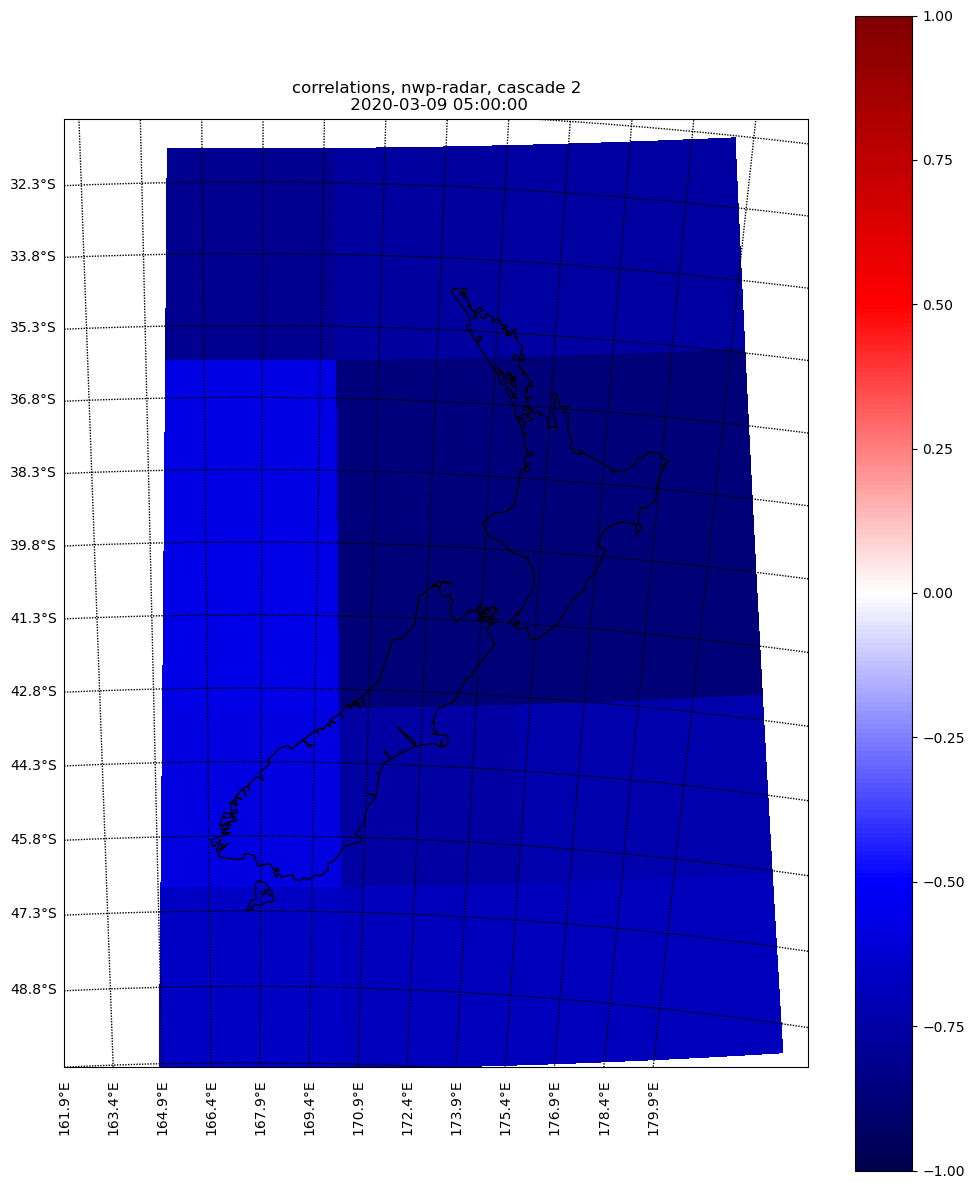 correlations, nwp-radar, cascade 2
2020-03-09 05:00:00
32.3°S
33.8°S
35.3°S
36.8°S
38.3°S
39.8°S
41.3°S
42.8°S
44.3°S
45.8°S
47.3°S
48.8°S
161.9°E
163.4°E
164.9°E
166.4°E
167.9°E
169.4°E
170.9°E
172.4°E
173.9°E
175.4°E
176.9°E
178.4°E
179.9°E
1.00
0.75
0.50
0.25
0.00
−0.25
−0.50
−0.75
−1.00